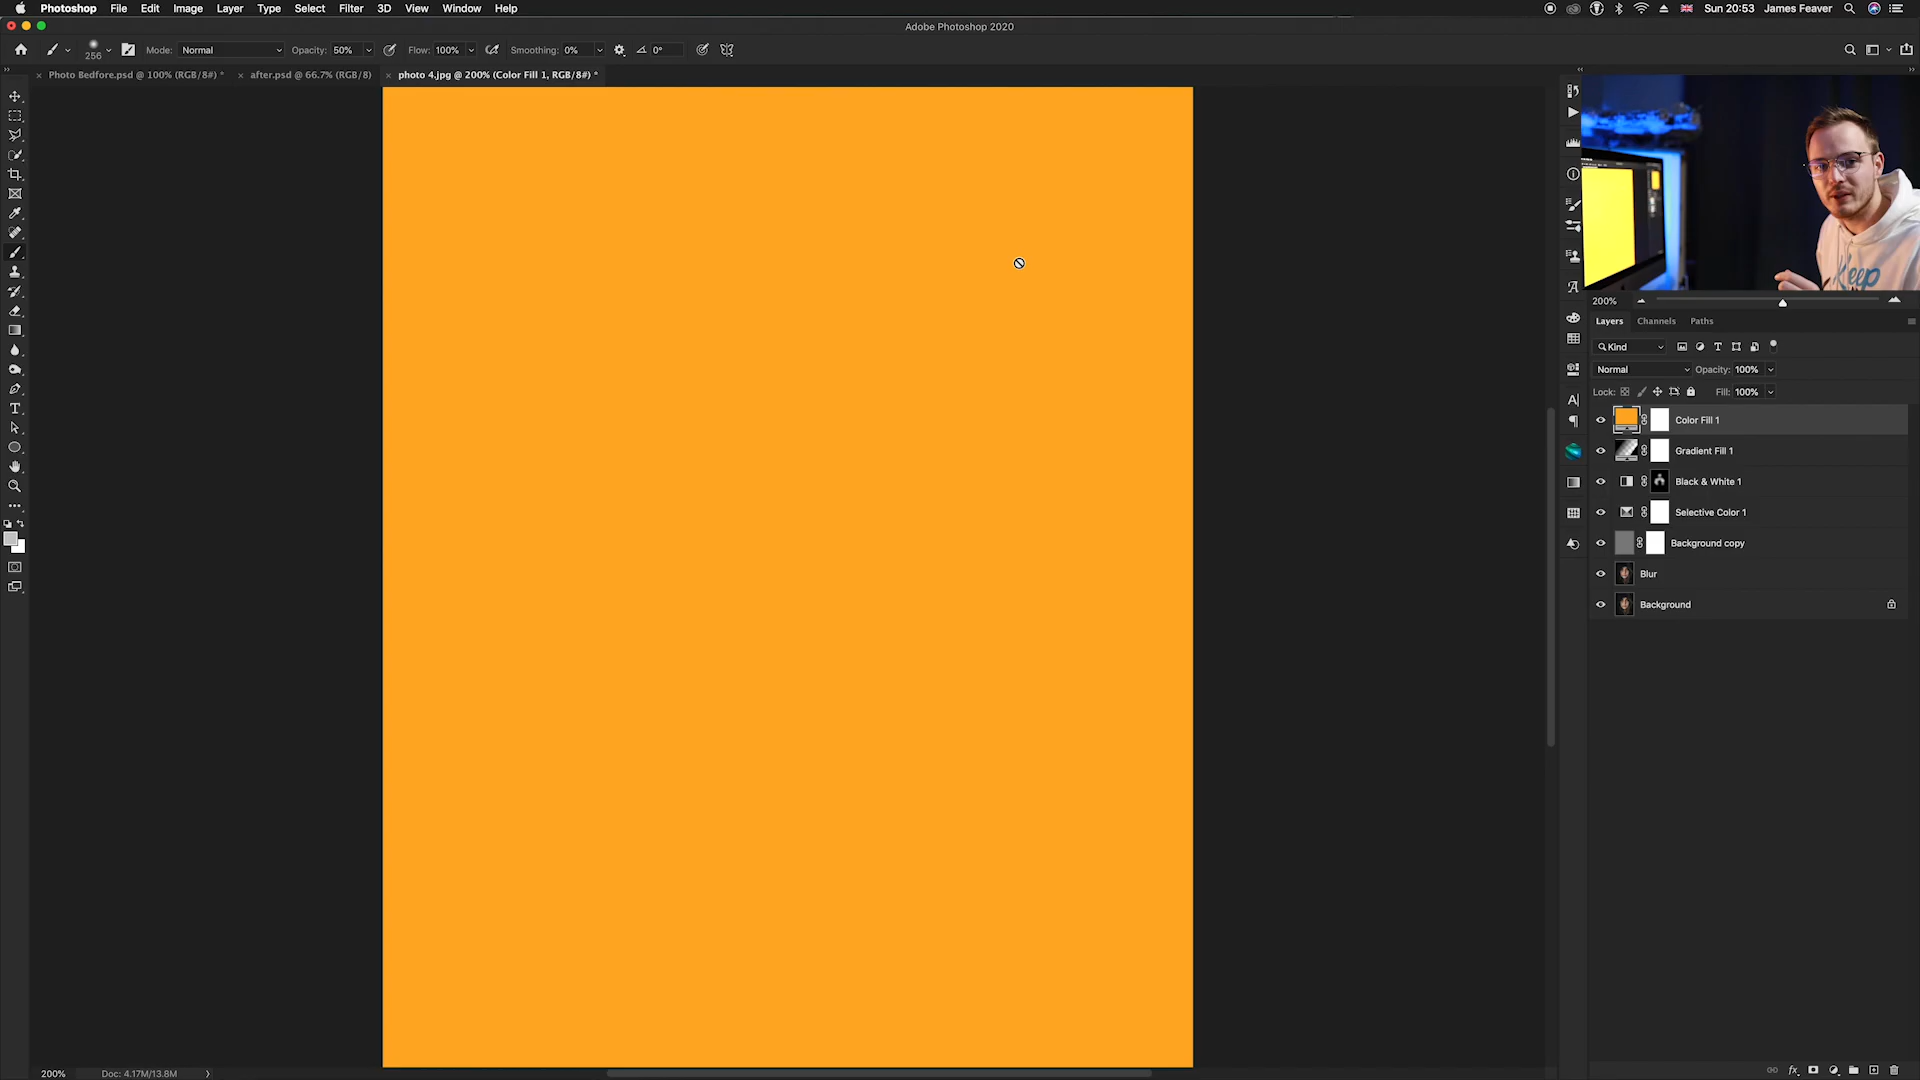 Photoshop File Edit Image Layer Type Select Filter 3D View Window Help Sun 20:53 James Feaver
Adobe Photoshop 2020
256 Mode: Normal Opacity: 50% Flow: 100% Smoothing: 0% 0°
Photo Bedfore.psd @ 100% (RGB/8#) * after.psd @ 66.7% (RGB/8) photo 4.jpg @ 200% (Color Fill 1, RGB/8#) *
Keep
200%
Layers Channels Paths
Kind
Normal Opacity: 100%
Lock: Fill: 100%
Color Fill 1
Gradient Fill 1
Black & White 1
Selective Color 1
Background copy
Blur
Background
200% Doc: 4.17M/13.8M